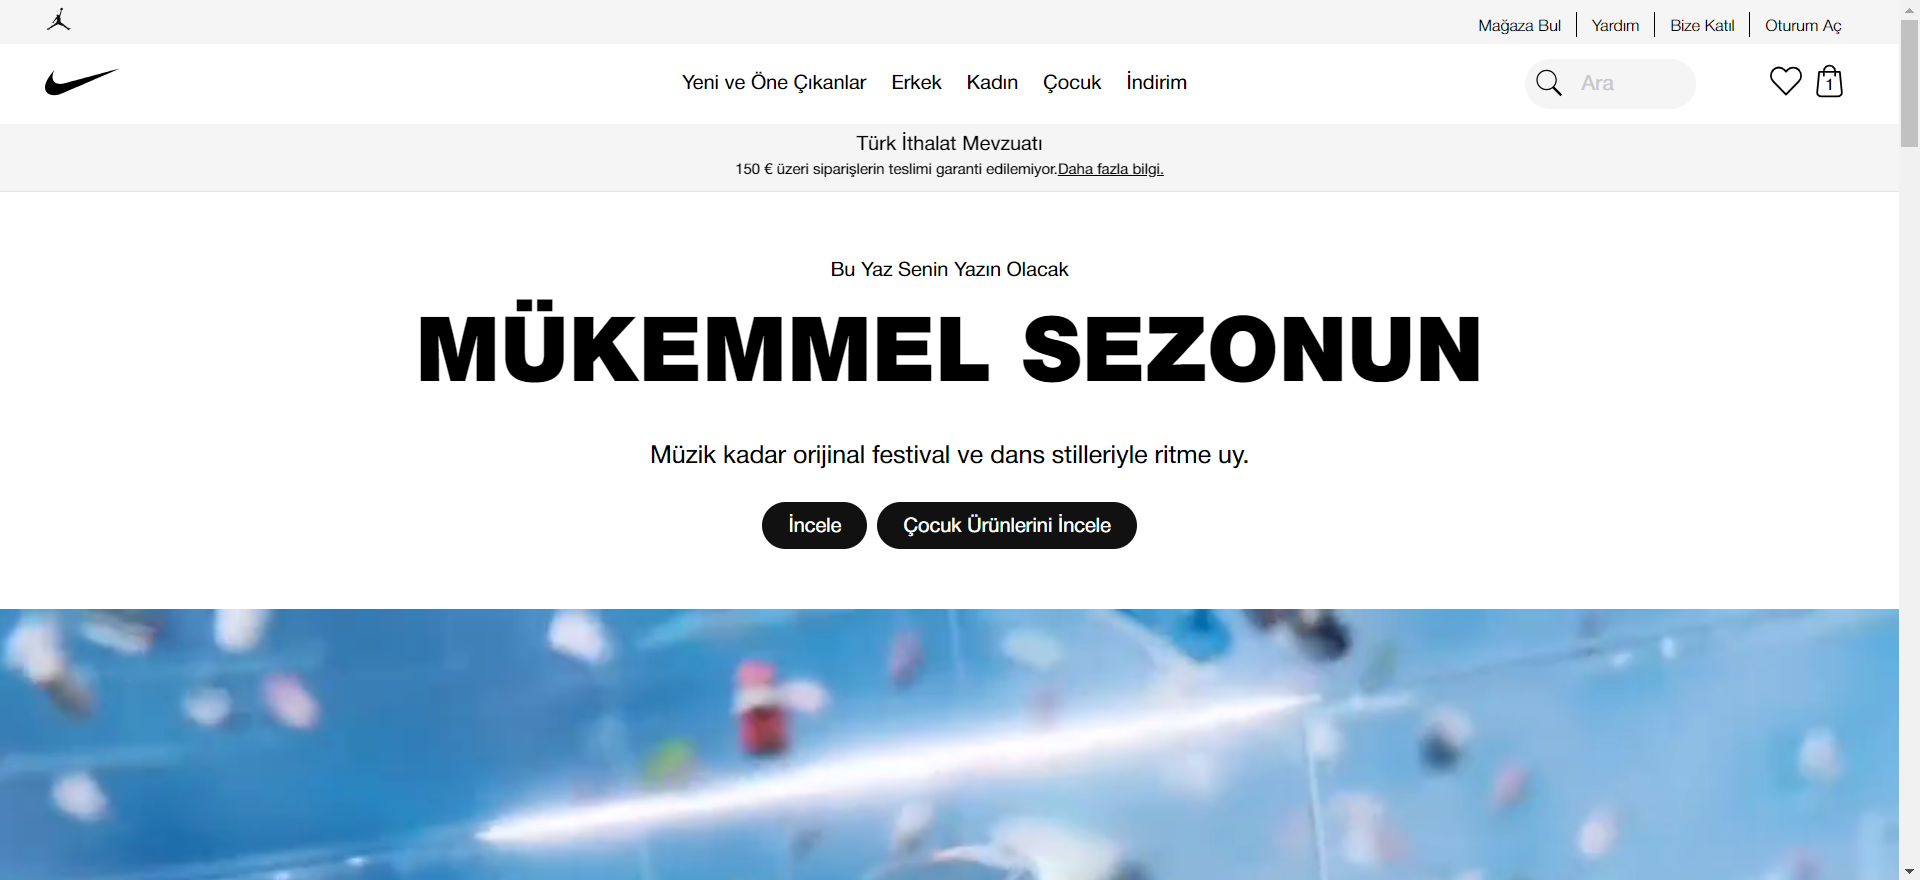 Mağaza Bul
Yardım
Bize Katıl
Oturum Aç
Yeni ve Öne Çıkanlar
Erkek
Kadın
Çocuk
İndirim
Ara
1
Türk İthalat Mevzuatı
150 € üzeri siparişlerin teslimi garanti edilemiyor.Daha fazla bilgi.
Bu Yaz Senin Yazın Olacak
MÜKEMMEL SEZONUN
Müzik kadar orijinal festival ve dans stilleriyle ritme uy.
İncele
Çocuk Ürünlerini İncele